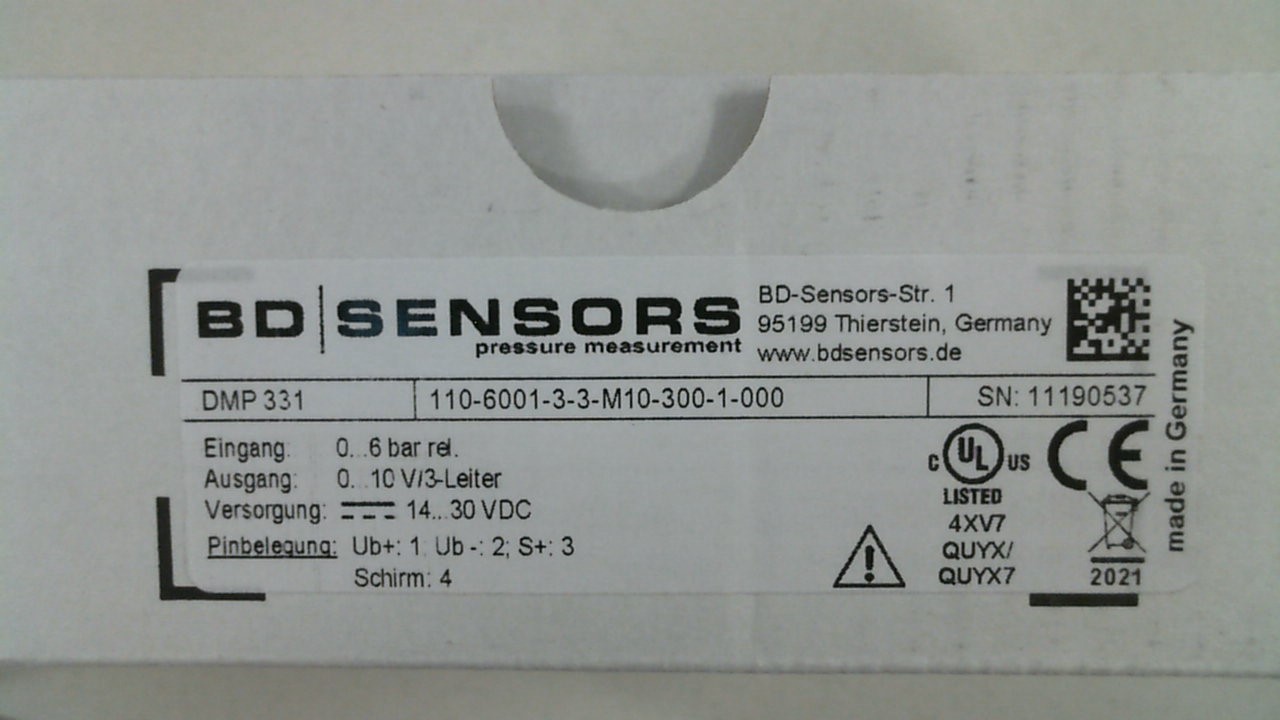 BD SENSORS
pressure measurement
BD-Sensors-Str. 1
95199 Thierstein, Germany
www.bdsensors.de
DMP 331 110-6001-3-3-M10-300-1-000 SN: 11190537
Eingang: 0...6 bar rel.
Ausgang: 0...10 V/3-Leiter
Versorgung: 14...30 VDC
Pinbelegung: Ub+: 1 Ub -: 2; S+: 3
Schirm: 4
C UL US
LISTED
4XV7
QUYX/
QUYX7
CE
2021
made in Germany